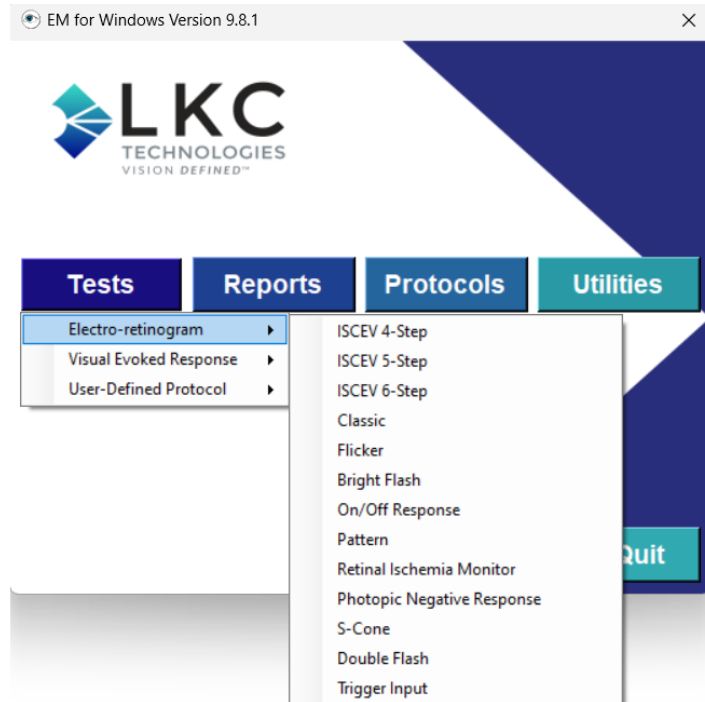 EM for Windows Version 9.8.1
LKC
TECHNOLOGIES
VISION DEFINED™
Tests
Reports
Protocols
Utilities
Electro-retinogram
Visual Evoked Response
User-Defined Protocol
ISCEV 4-Step
ISCEV 5-Step
ISCEV 6-Step
Classic
Flicker
Bright Flash
On/Off Response
Pattern
Retinal Ischemia Monitor
Photopic Negative Response
S-Cone
Double Flash
Trigger Input
Quit